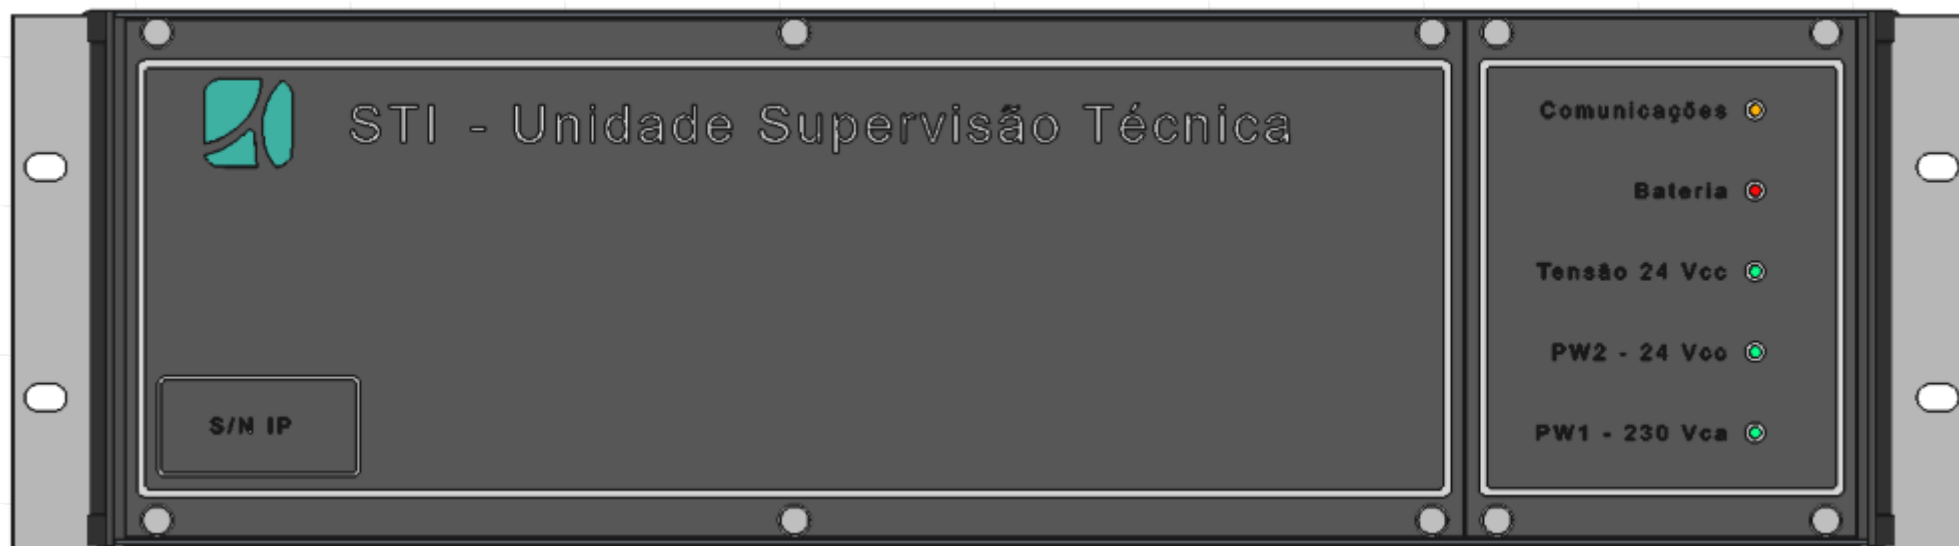 STI - Unidade Supervisão Técnica
S/N IP
Comunicações
Bateria
Tensão 24 Vcc
PW2 - 24 Vcc
PW1 - 230 Vca